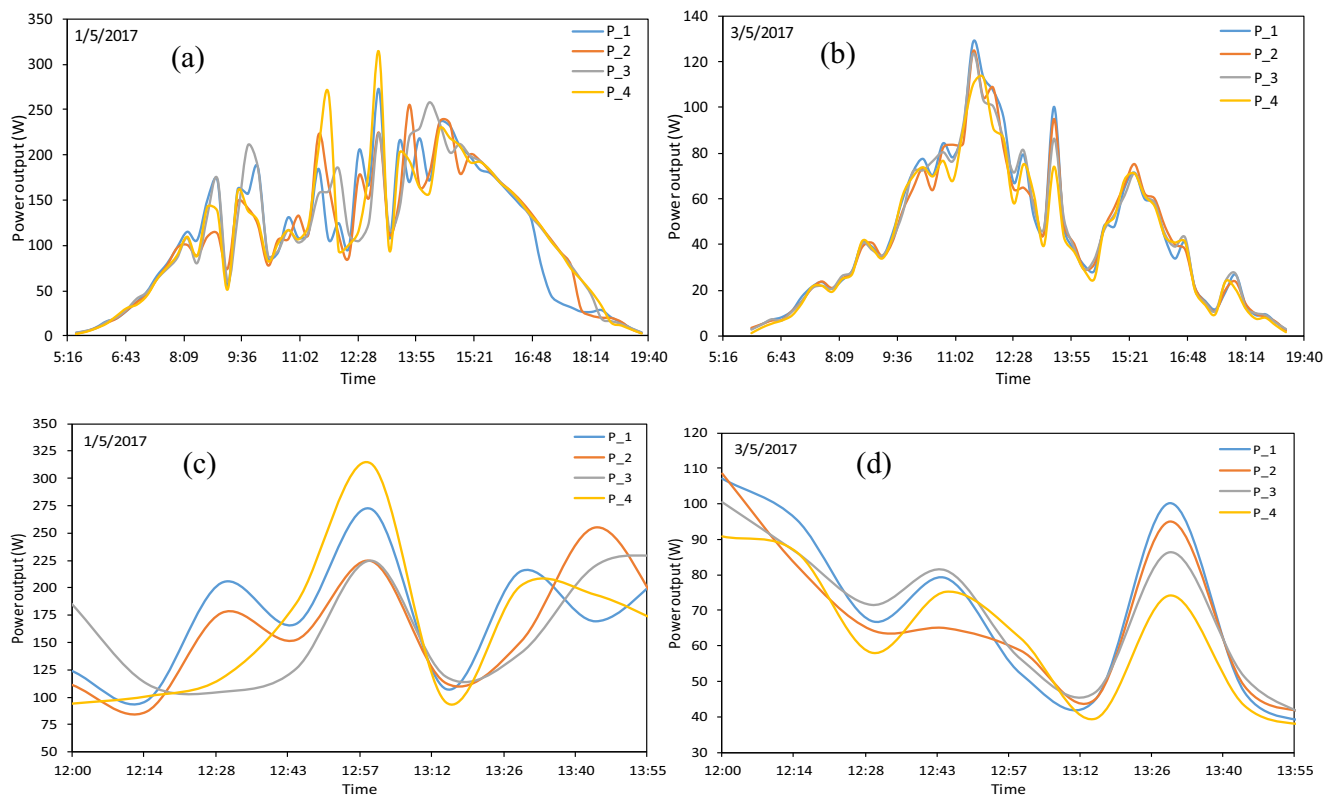 1/5/2017
(a)
P_1
P_2
P_3
P_4
Power output (W)
350
300
250
200
150
100
50
0
5:16 6:43 8:09 9:36 11:02 12:28 13:55 15:21 16:48 18:14 19:40
Time
3/5/2017
(b)
P_1
P_2
P_3
P_4
Power output (W)
140
120
100
80
60
40
20
0
5:16 6:43 8:09 9:36 11:02 12:28 13:55 15:21 16:48 18:14 19:40
Time
1/5/2017
(c)
P_1
P_2
P_3
P_4
Power output (W)
350
325
300
275
250
225
200
175
150
125
100
75
50
12:00 12:14 12:28 12:43 12:57 13:12 13:26 13:40 13:55
Time
3/5/2017
(d)
P_1
P_2
P_3
P_4
Power output (W)
120
110
100
90
80
70
60
50
40
30
12:00 12:14 12:28 12:43 12:57 13:12 13:26 13:40 13:55
Time